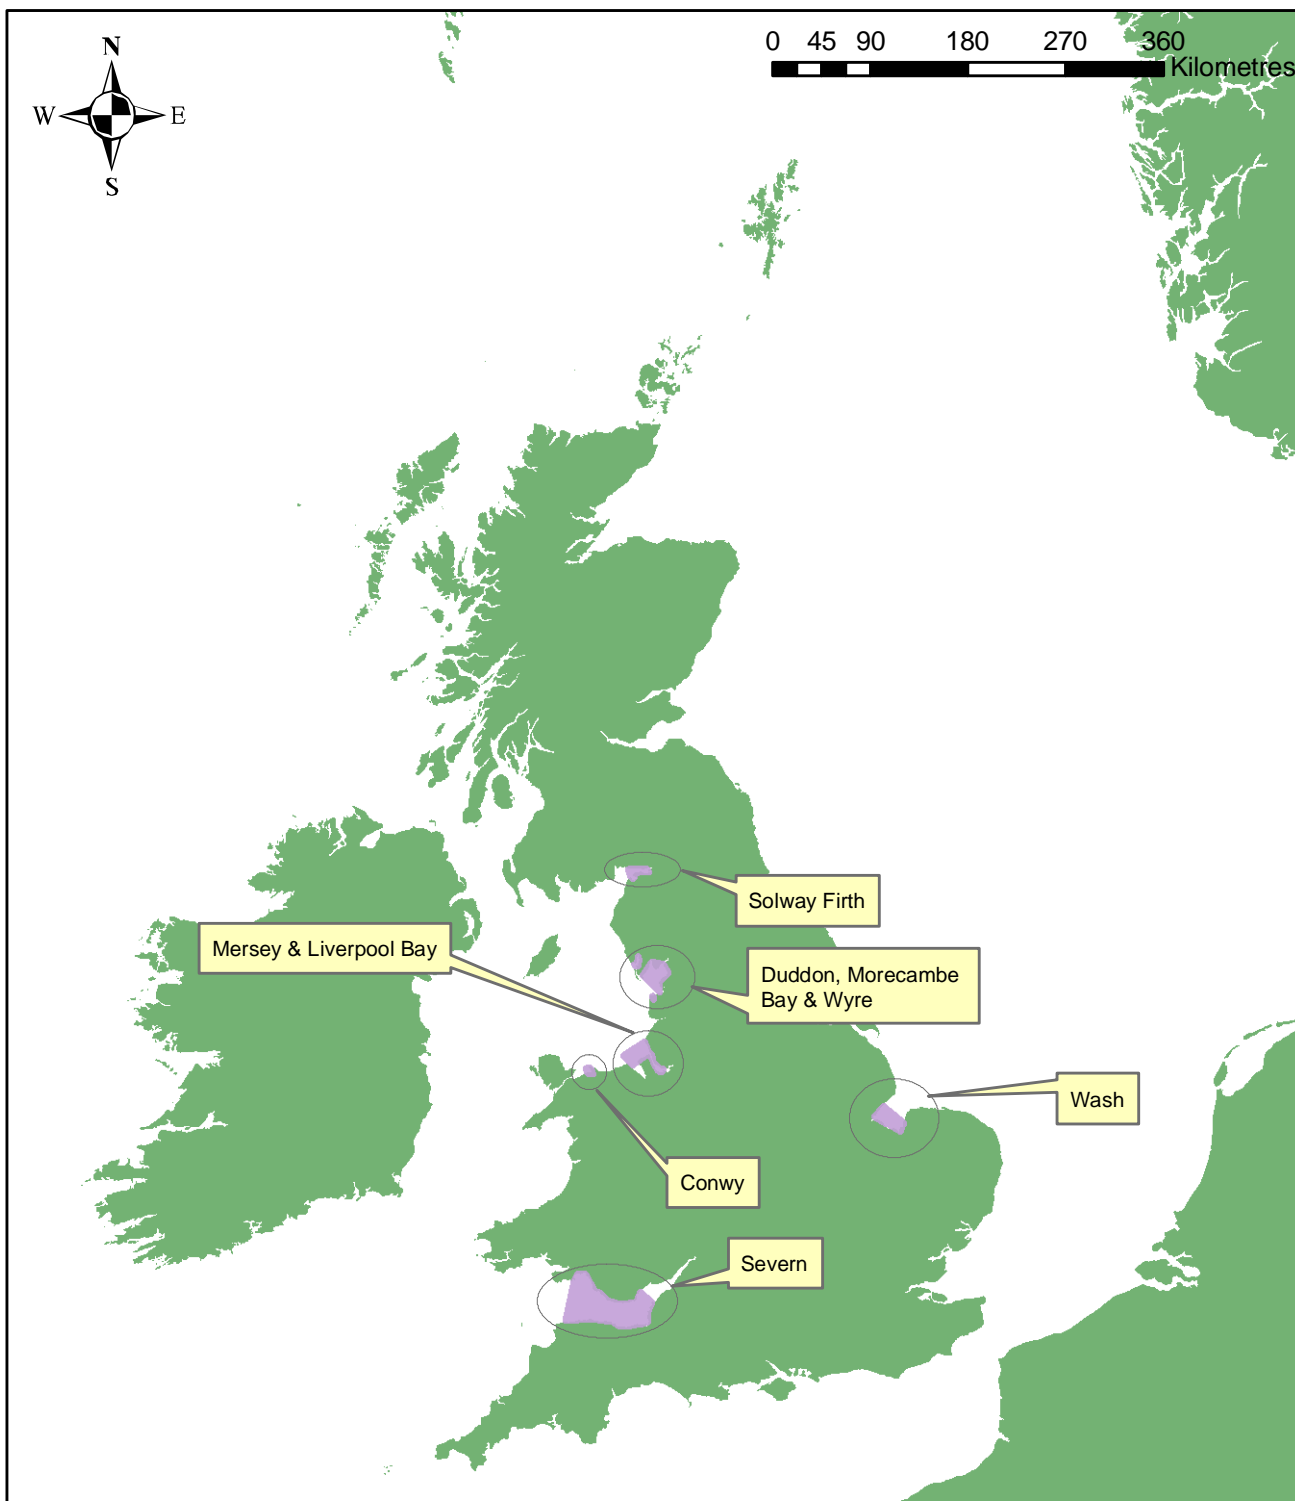 N
W E
S
0 45 90 180 270 360
Kilometres
Solway Firth
Mersey & Liverpool Bay
Duddon, Morecambe
Bay & Wyre
Wash
Conwy
Severn